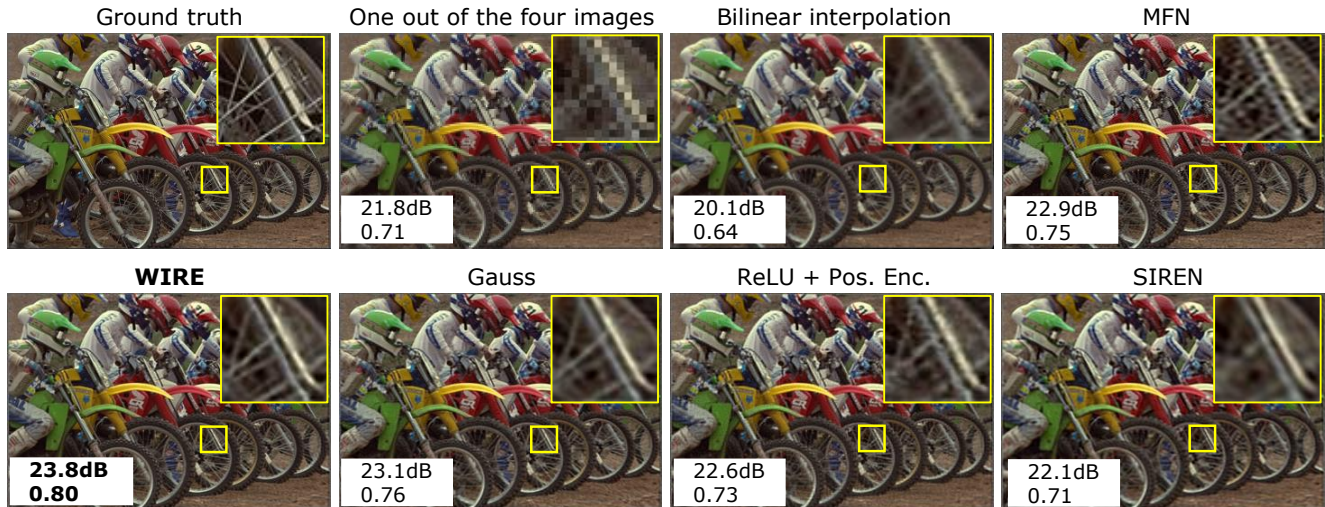 Ground truth
One out of the four images
Bilinear interpolation
MFN
21.8dB
0.71
20.1dB
0.64
22.9dB
0.75
WIRE
Gauss
ReLU + Pos. Enc.
SIREN
23.8dB
0.80
23.1dB
0.76
22.6dB
0.73
22.1dB
0.71